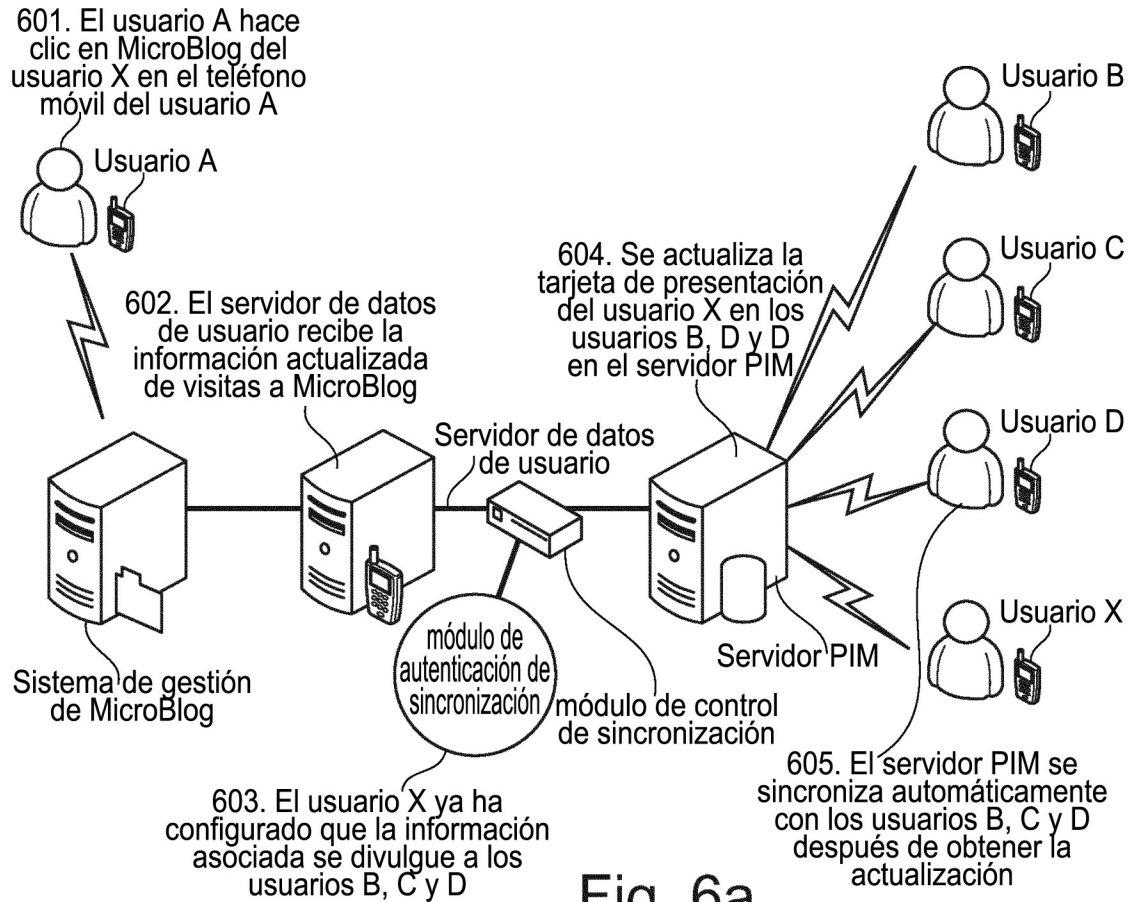 601. El usuario A hace
clic en MicroBlog del
usuario X en el teléfono
móvil del usuario A
Usuario A
602. El servidor de datos
de usuario recibe la
información actualizada
de visitas a MicroBlog
Servidor de datos
de usuario
604. Se actualiza la
tarjeta de presentación
del usuario X en los
usuarios B, D y D
en el servidor PIM
Usuario B
Usuario C
Usuario D
Usuario X
Sistema de gestión
de MicroBlog
módulo de
autenticación de
sincronización
módulo de control
de sincronización
Servidor PIM
603. El usuario X ya ha
configurado que la información
asociada se divulgue a los
usuarios B, C y D
605. El servidor PIM se
sincroniza automáticamente
con los usuarios B, C y D
después de obtener la
actualización
Fig. 6a